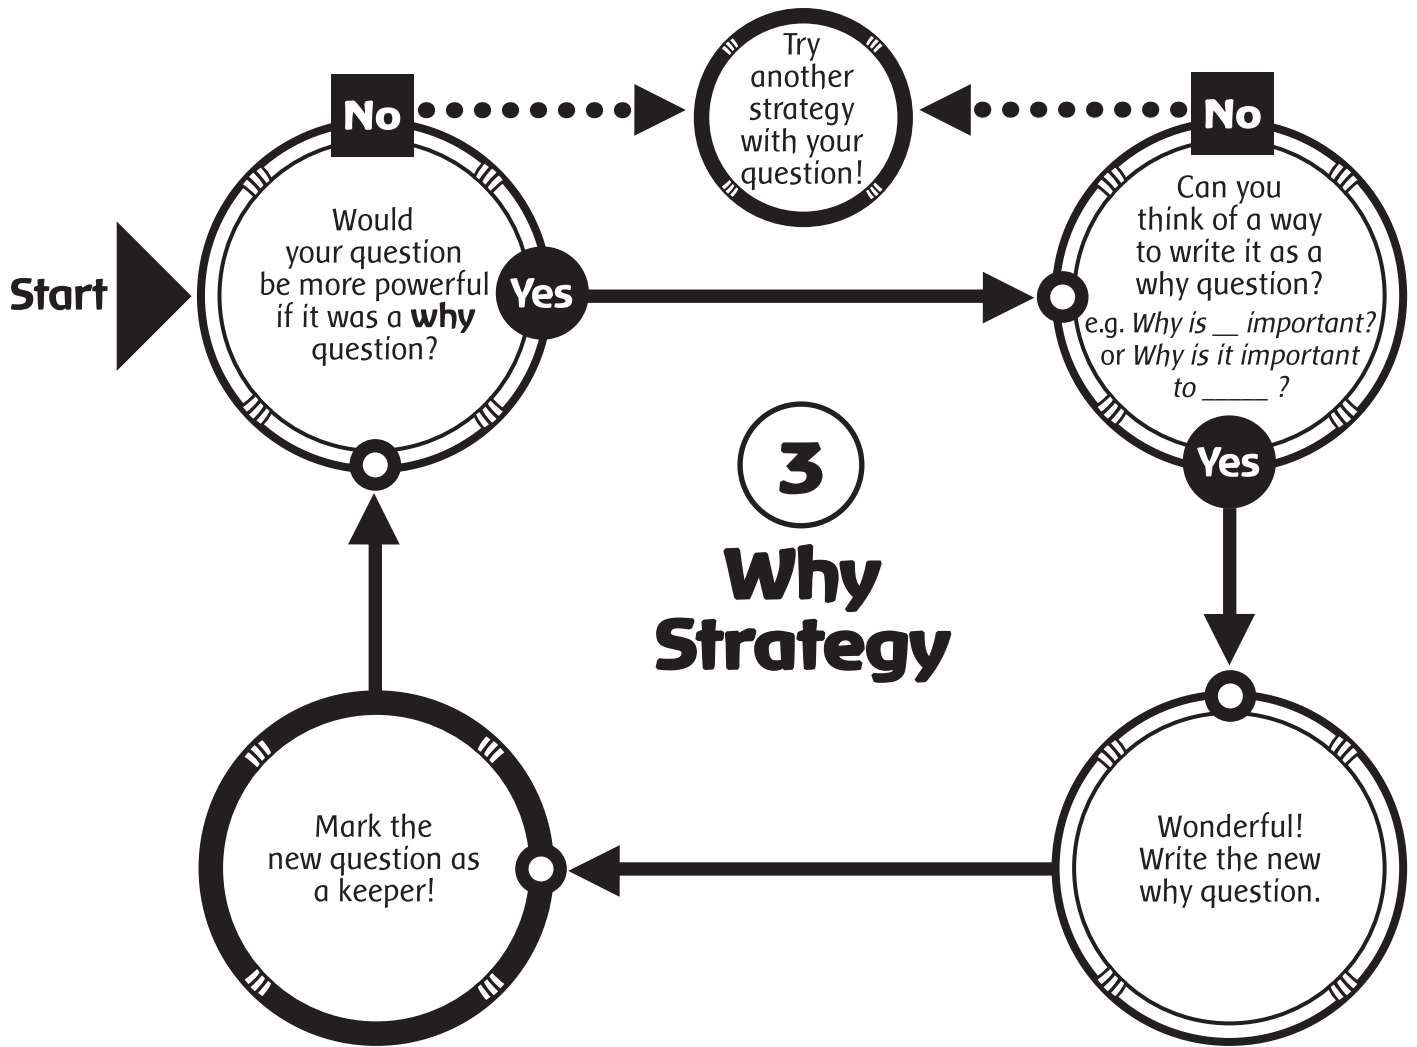 Start
No
Would
your question
be more powerful
if it was a why
question?
Yes
Try
another
strategy
with your
question!
No
Can you
think of a way
to write it as a
why question?
e.g. Why is __ important?
or Why is it important
to _____ ?
Yes
3
Why
Strategy
Wonderful!
Write the new
why question.
Mark the
new question as
a keeper!